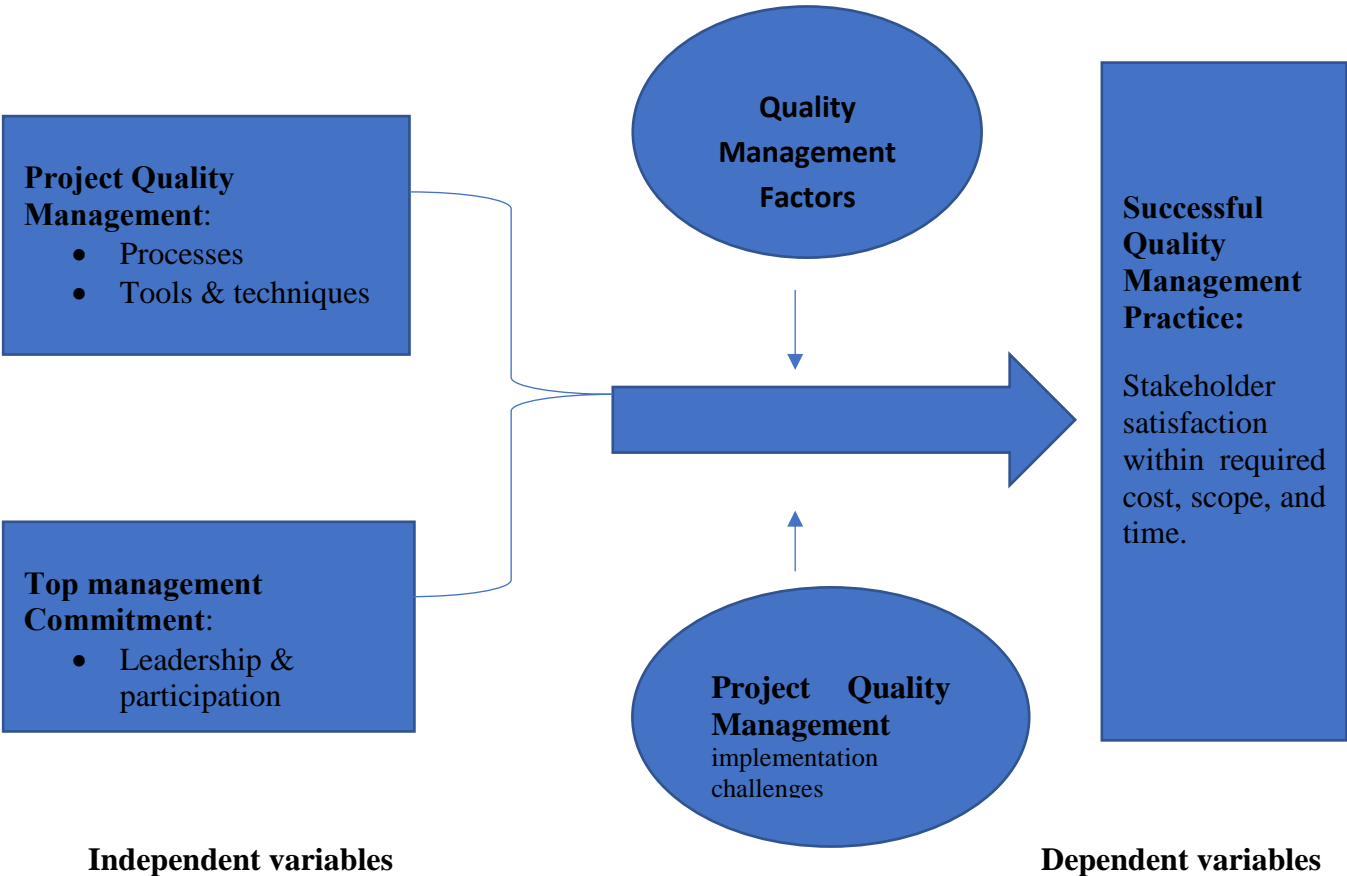 Project Quality
Management:
• Processes
• Tools & techniques
Top management
Commitment:
• Leadership &
participation
Quality
Management
Factors
Project Quality
Management
implementation
challenges
Successful
Quality
Management
Practice:
Stakeholder
satisfaction
within required
cost, scope, and
time.
Independent variables
Dependent variables